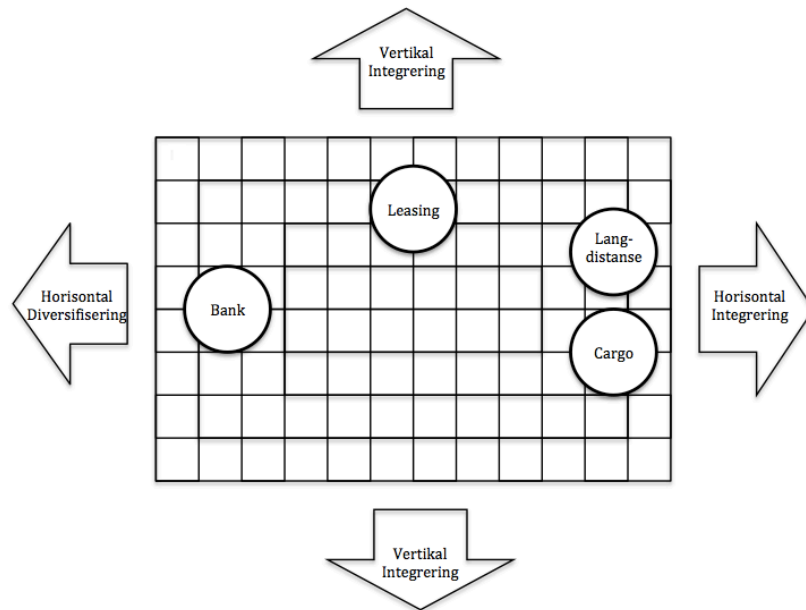 Vertikal
Integrering
Leasing
Lang-
distanse
Horisontal
Diversifisering
Bank
Horisontal
Integrering
Cargo
Vertikal
Integrering